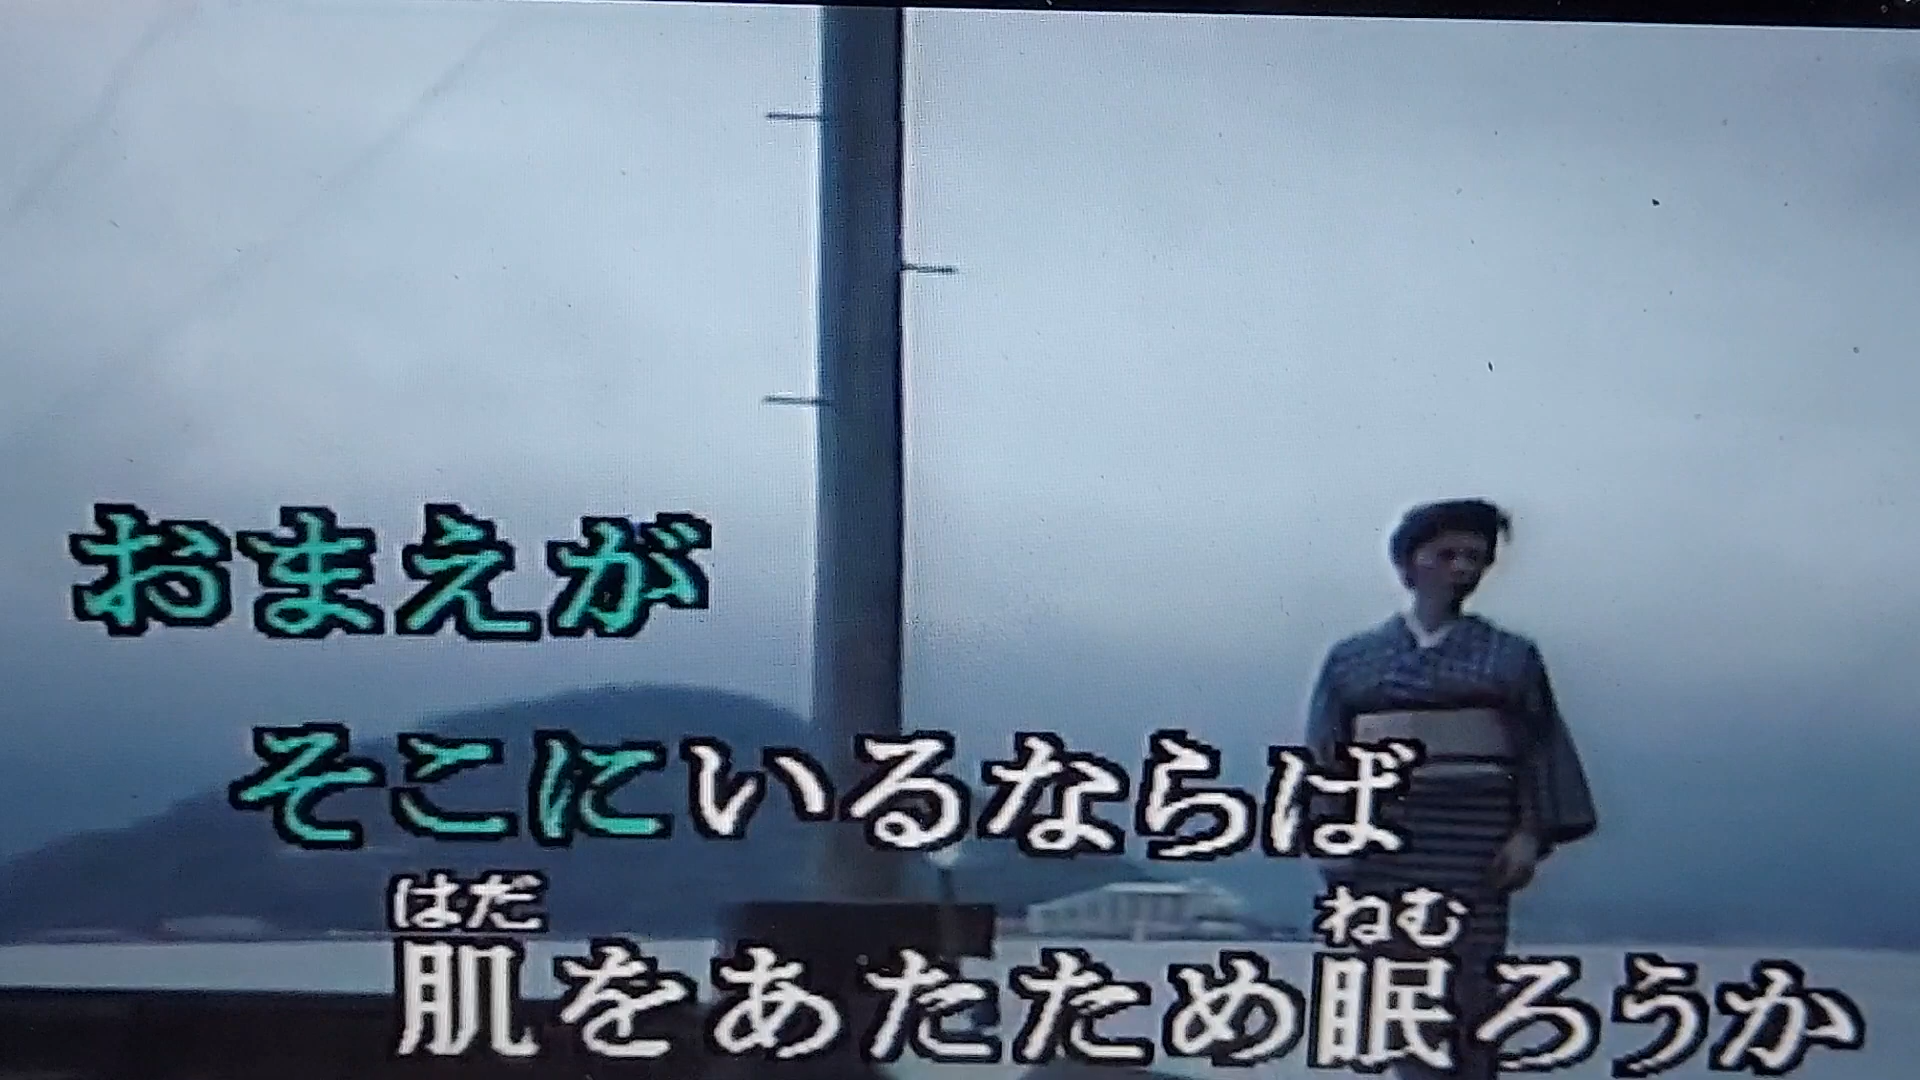 おまえが
そこにいるならば
はだ ねむ
肌をあたため眠ろうか